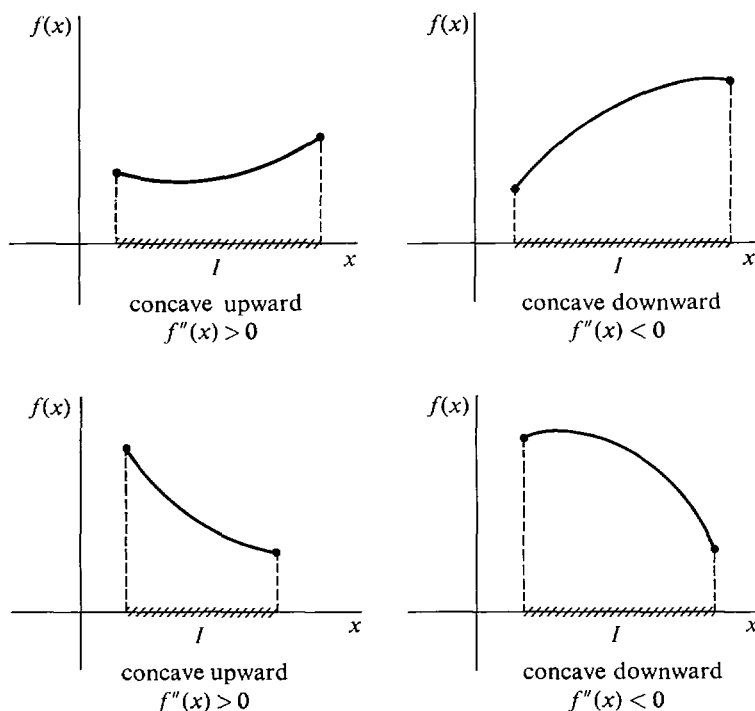 f(x)
f(x)
I
x
I
x
concave upward
f″(x) > 0
concave downward
f″(x) < 0
f(x)
f(x)
I
x
I
x
concave upward
f″(x) > 0
concave downward
f″(x) < 0